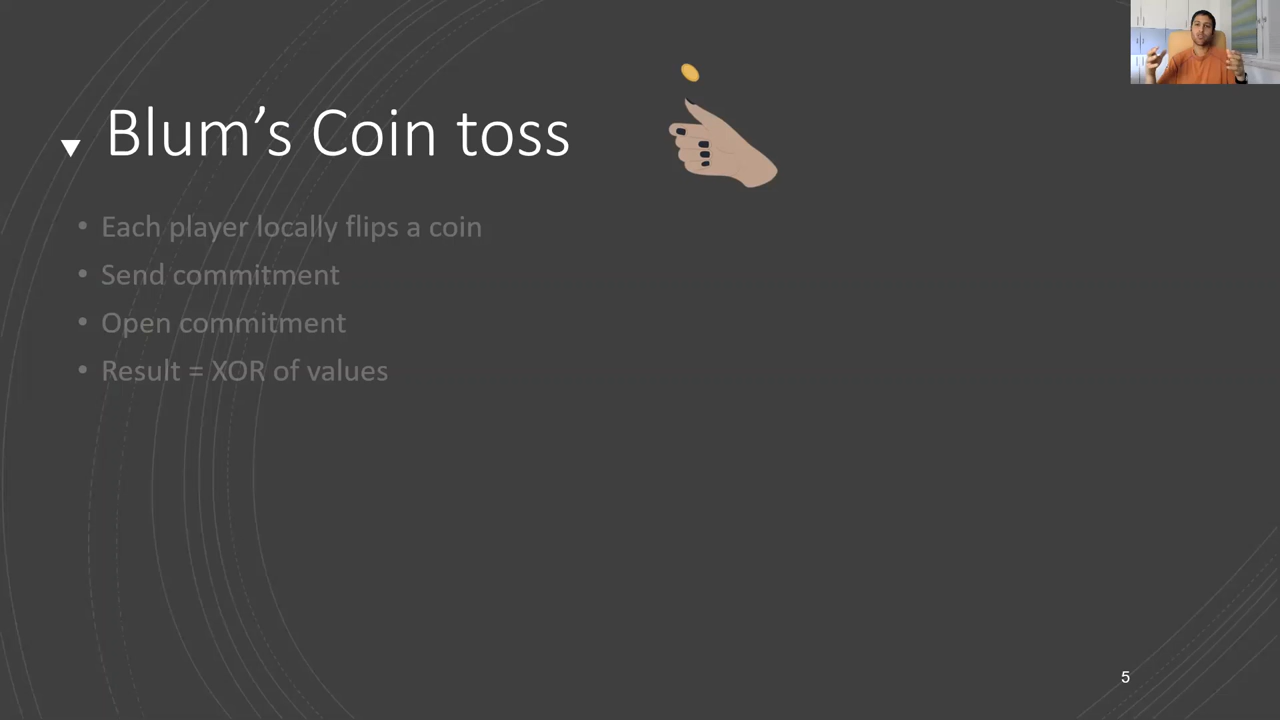 Blum’s Coin toss
• Each player locally flips a coin
• Send commitment
• Open commitment
• Result = XOR of values
5